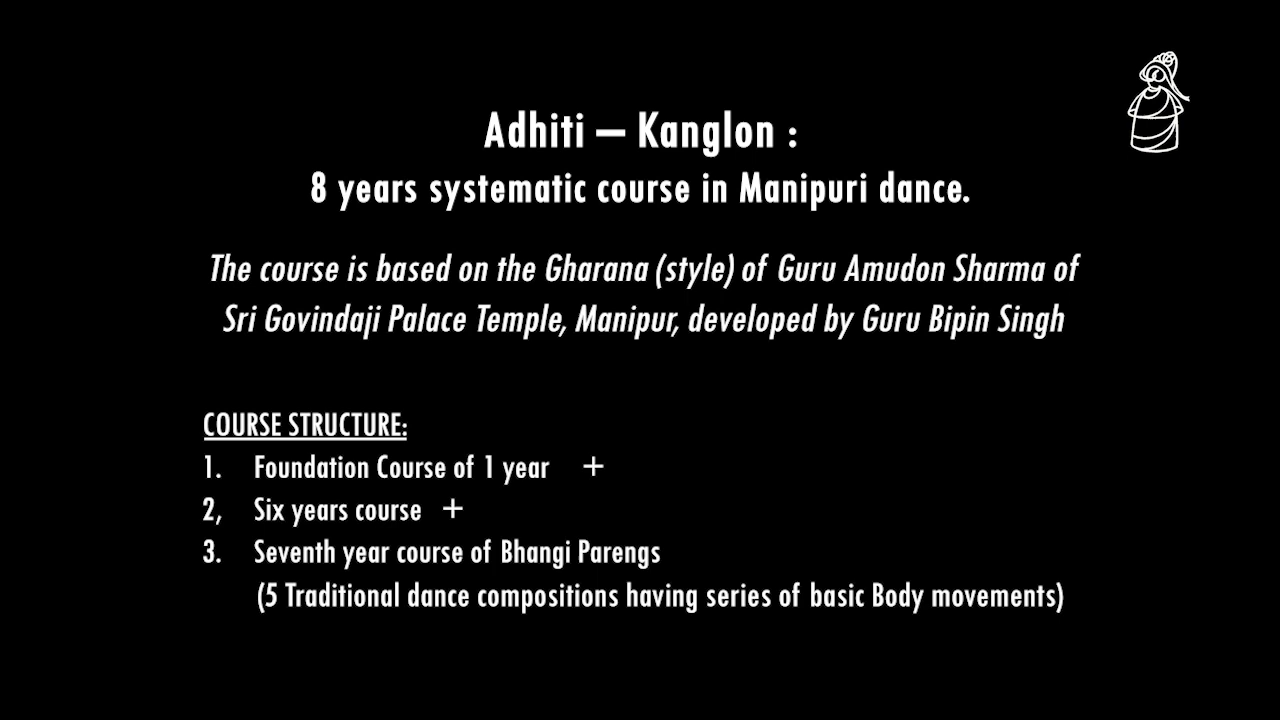 Adhiti – Kanglon :
8 years systematic course in Manipuri dance.
The course is based on the Gharana (style) of Guru Amudon Sharma of
Sri Govindaji Palace Temple, Manipur, developed by Guru Bipin Singh
COURSE STRUCTURE:
1. Foundation Course of 1 year +
2, Six years course +
3. Seventh year course of Bhangi Parengs
(5 Traditional dance compositions having series of basic Body movements)